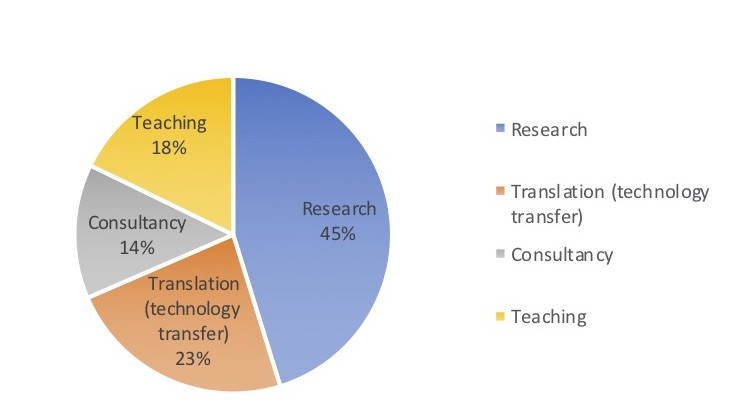 Teaching
18%
Research
45%
Consultancy
14%
Translation
(technology
transfer)
23%
Research
Translation (technology
transfer)
Consultancy
Teaching